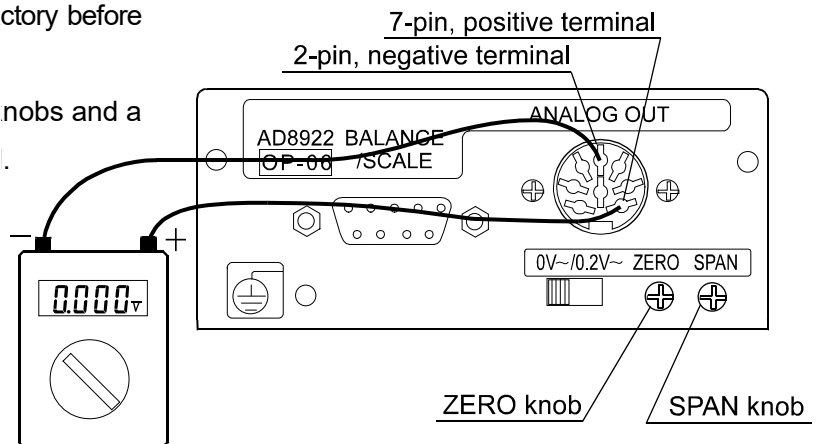 ctory before
7-pin, positive terminal
2-pin, negative terminal
nobs and a
.
ANALOG OUT
AD8922 BALANCE
OP-06 /SCALE
− +
0.000v
0V~/0.2V~ ZERO SPAN
ZERO knob
SPAN knob